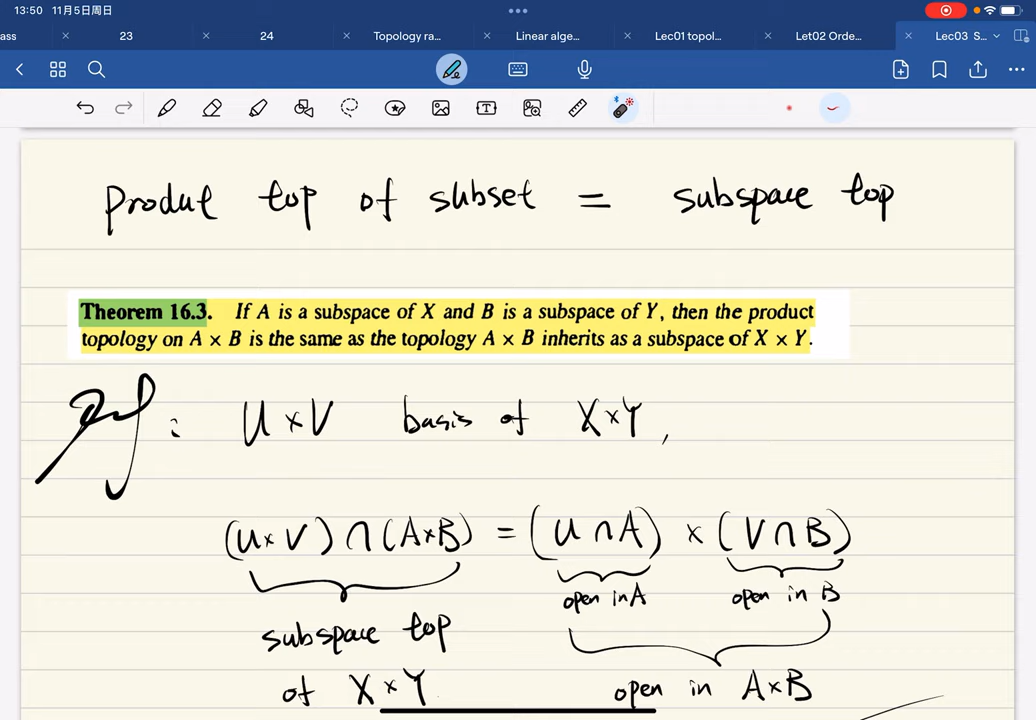 13:50 11月5日周日
ass 23 24 Topology ra... Linear alge... Lec01 topol... Let02 Orde... Lec03 S...
Produt top of subset = subspace top
Theorem 16.3. If A is a subspace of X and B is a subspace of Y, then the product
topology on A × B is the same as the topology A × B inherits as a subspace of X × Y.
: U×V basis of X×Y,
(U×V) ∩ (A×B) = (U∩A) × (V∩B)
open in A open in B
subspace top
of X×Y open in A×B